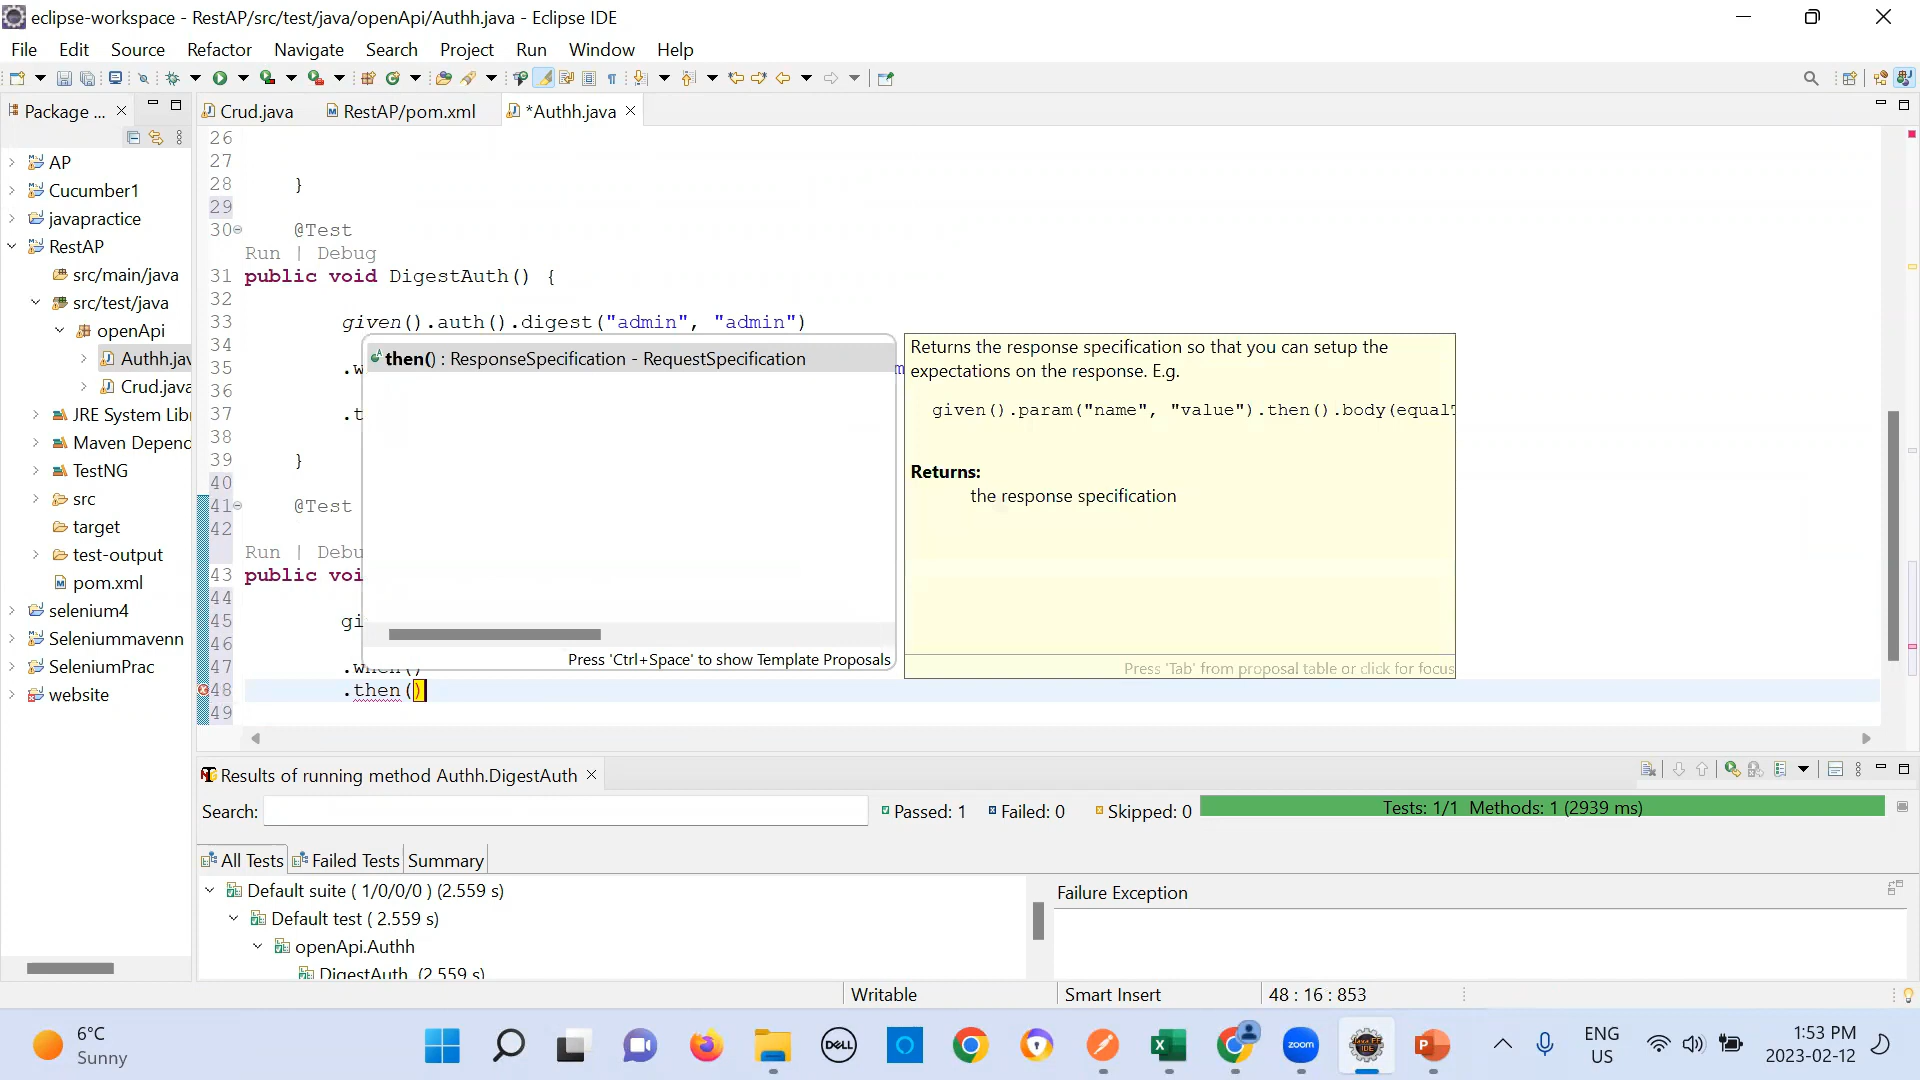 eclipse-workspace - RestAP/src/test/java/openApi/Authh.java - Eclipse IDE
File Edit Source Refactor Navigate Search Project Run Window Help
Package ...
Crud.java RestAP/pom.xml *Authh.java
AP
Cucumber1
javapractice
RestAP
src/main/java
src/test/java
openApi
Authh.jav
Crud.java
JRE System Libr
Maven Depend
TestNG
src
target
test-output
pom.xml
selenium4
Seleniummavenn
SeleniumPrac
website
26
27
28 }
29
30 @Test
Run | Debug
31 public void DigestAuth() {
32
33 given().auth().digest("admin", "admin")
34
35 .w
36
37 .t
38
39 }
40
41 @Test
42
Run | Debu
43 public voi
44
45 gi
46
47 .when()
48 .then()
49
then() : ResponseSpecification - RequestSpecification
Press 'Ctrl+Space' to show Template Proposals
Returns the response specification so that you can setup the
expectations on the response. E.g.
given().param("name", "value").then().body(equalT
Returns:
the response specification
Press 'Tab' from proposal table or click for focus
Results of running method Authh.DigestAuth
Search: Passed: 1 Failed: 0 Skipped: 0 Tests: 1/1 Methods: 1 (2939 ms)
All Tests Failed Tests Summary
Default suite ( 1/0/0/0 ) (2.559 s)
Default test ( 2.559 s)
openApi.Authh
DigestAuth (2.559 s)
Failure Exception
Writable Smart Insert 48 : 16 : 853
6°C
Sunny
DELL
zoom
ENG
US
1:53 PM
2023-02-12